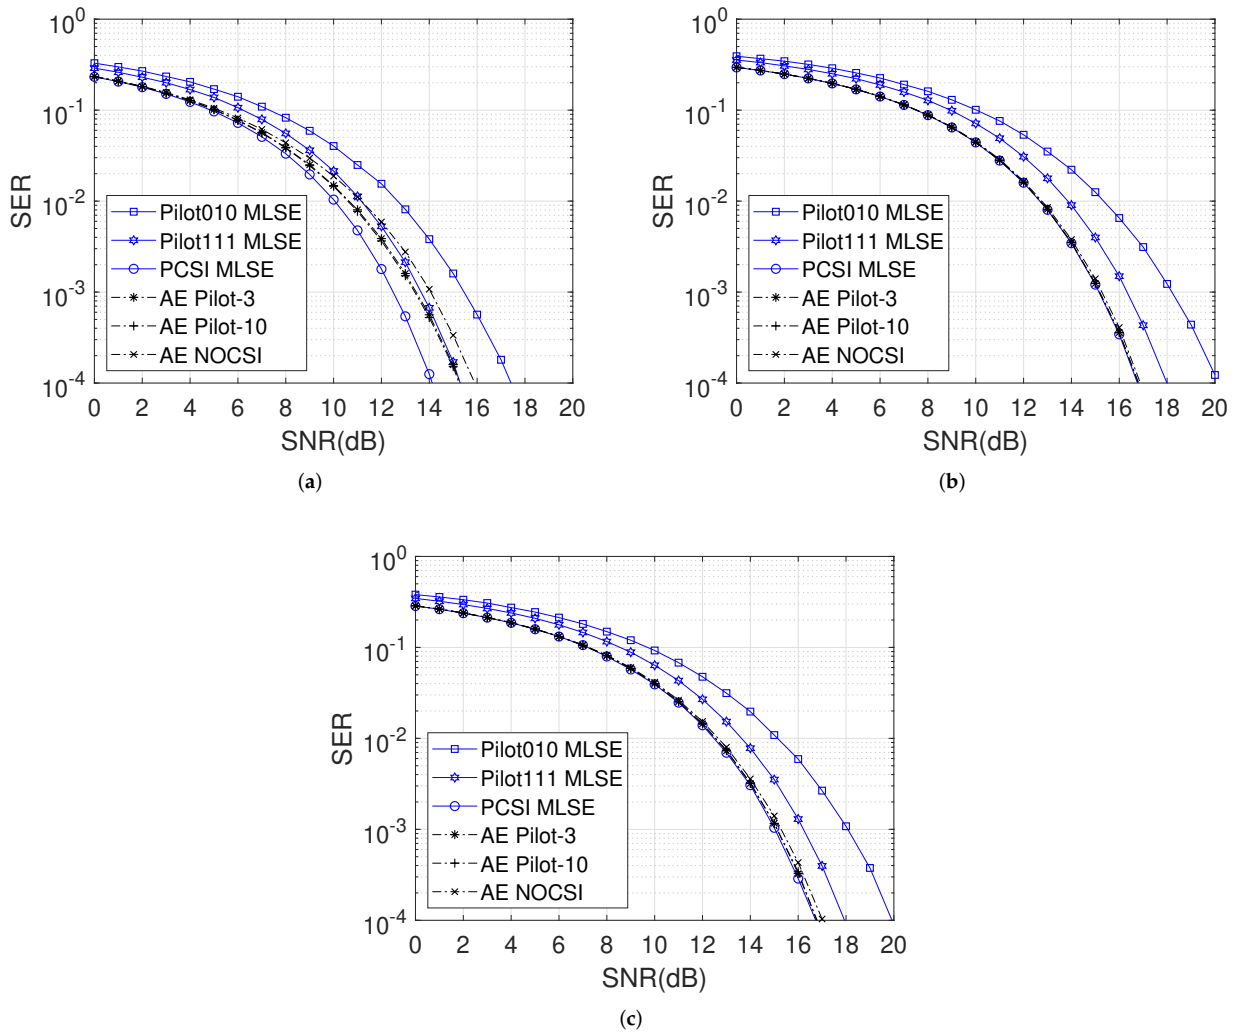 10^0
10^-1
10^-2
10^-3
10^-4
SER
Pilot010 MLSE
Pilot111 MLSE
PCSI MLSE
AE Pilot-3
AE Pilot-10
AE NOCSI
0 2 4 6 8 10 12 14 16 18 20
SNR(dB)
(a)
10^0
10^-1
10^-2
10^-3
10^-4
SER
Pilot010 MLSE
Pilot111 MLSE
PCSI MLSE
AE Pilot-3
AE Pilot-10
AE NOCSI
0 2 4 6 8 10 12 14 16 18 20
SNR(dB)
(b)
10^0
10^-1
10^-2
10^-3
10^-4
SER
Pilot010 MLSE
Pilot111 MLSE
PCSI MLSE
AE Pilot-3
AE Pilot-10
AE NOCSI
0 2 4 6 8 10 12 14 16 18 20
SNR(dB)
(c)